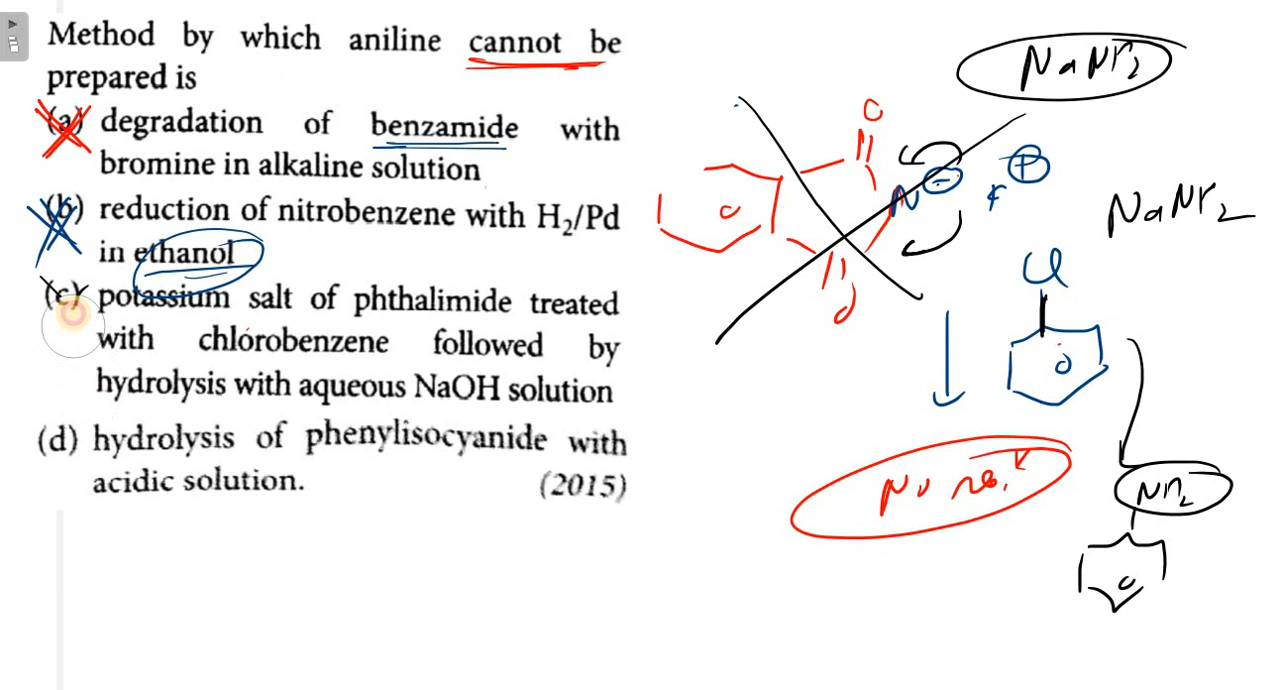 Method by which aniline cannot be
prepared is
(a) degradation of benzamide with
bromine in alkaline solution
(b) reduction of nitrobenzene with H₂/Pd
in ethanol
(c) potassium salt of phthalimide treated
with chlorobenzene followed by
hydrolysis with aqueous NaOH solution
(d) hydrolysis of phenylisocyanide with
acidic solution. (2015)
NaNH₂
O
N⊖ K⊕
O
NaNH₂
Cl
NH₂